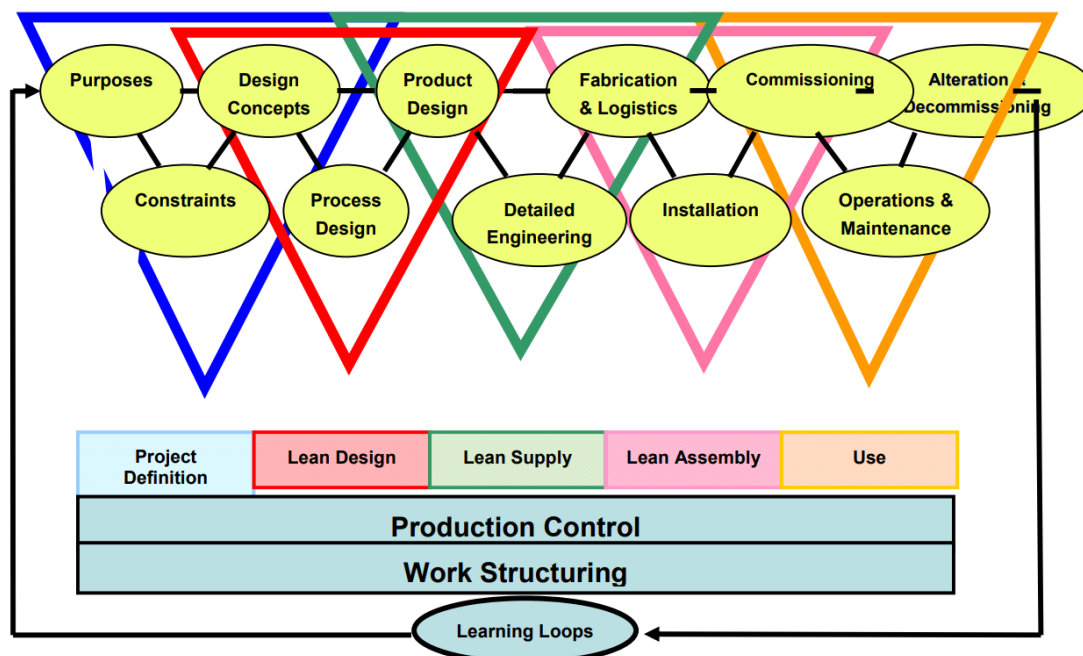 Purposes
Design
Concepts
Product
Design
Fabrication
& Logistics
Commissioning
Alteration &
Decommissioning
Constraints
Process
Design
Detailed
Engineering
Installation
Operations &
Maintenance
Project
Definition
Lean Design
Lean Supply
Lean Assembly
Use
Production Control
Work Structuring
Learning Loops